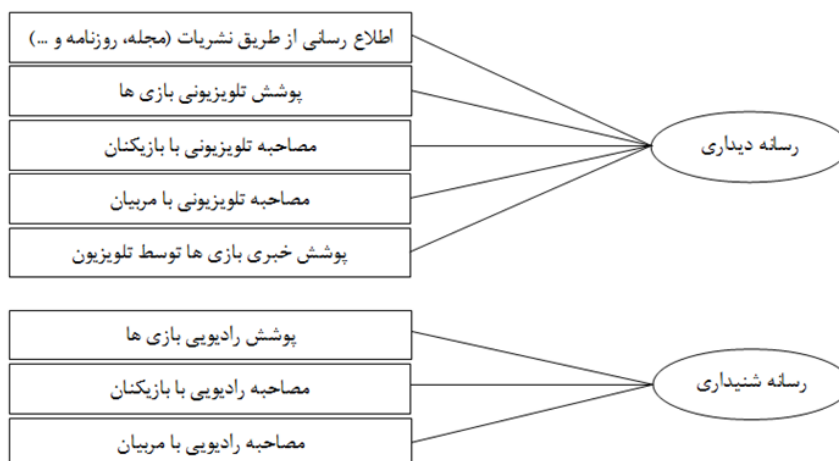 اطلاع رسانی از طریق نشریات (مجله، روزنامه و ...)
پوشش تلویزیونی بازی ها
مصاحبه تلویزیونی با بازیکنان
رسانه دیداری
مصاحبه تلویزیونی با مربیان
پوشش خبری بازی ها توسط تلویزیون
پوشش رادیویی بازی ها
مصاحبه رادیویی با بازیکنان
رسانه شنیداری
مصاحبه رادیویی با مربیان